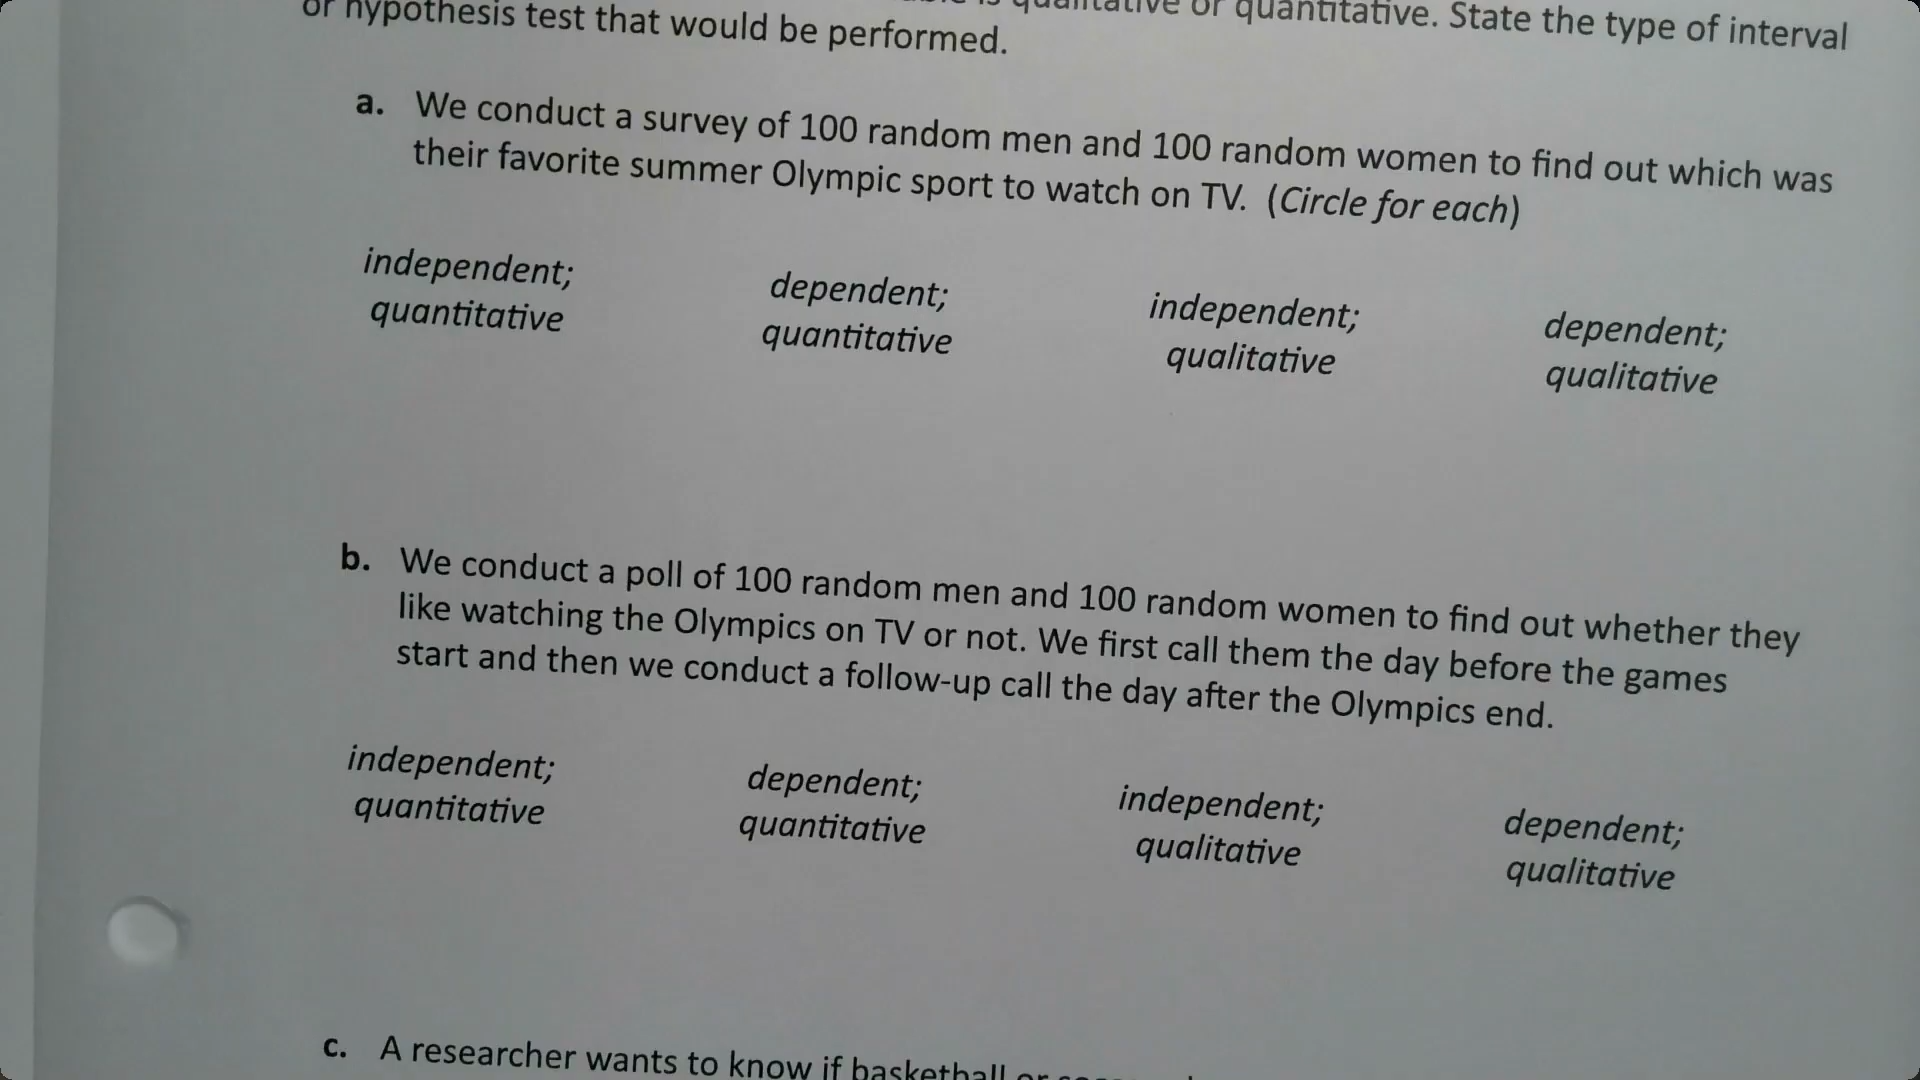 is qualitative or quantitative. State the type of interval
or hypothesis test that would be performed.
a. We conduct a survey of 100 random men and 100 random women to find out which was
their favorite summer Olympic sport to watch on TV. (Circle for each)
independent; dependent; independent; dependent;
quantitative quantitative qualitative qualitative
b. We conduct a poll of 100 random men and 100 random women to find out whether they
like watching the Olympics on TV or not. We first call them the day before the games
start and then we conduct a follow-up call the day after the Olympics end.
independent; dependent; independent; dependent;
quantitative quantitative qualitative qualitative
c. A researcher wants to know if basketball or